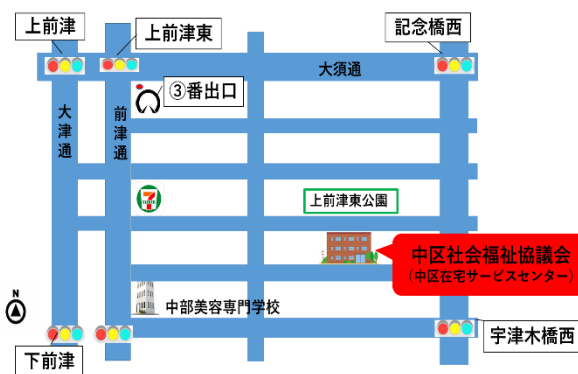 上前津
上前津東
記念橋西
大須通
③番出口
大津通
前津通
7
ELEVEN
上前津東公園
中区社会福祉協議会
（中区在宅サービスセンター）
N
中部美容専門学校
下前津
宇津木橋西